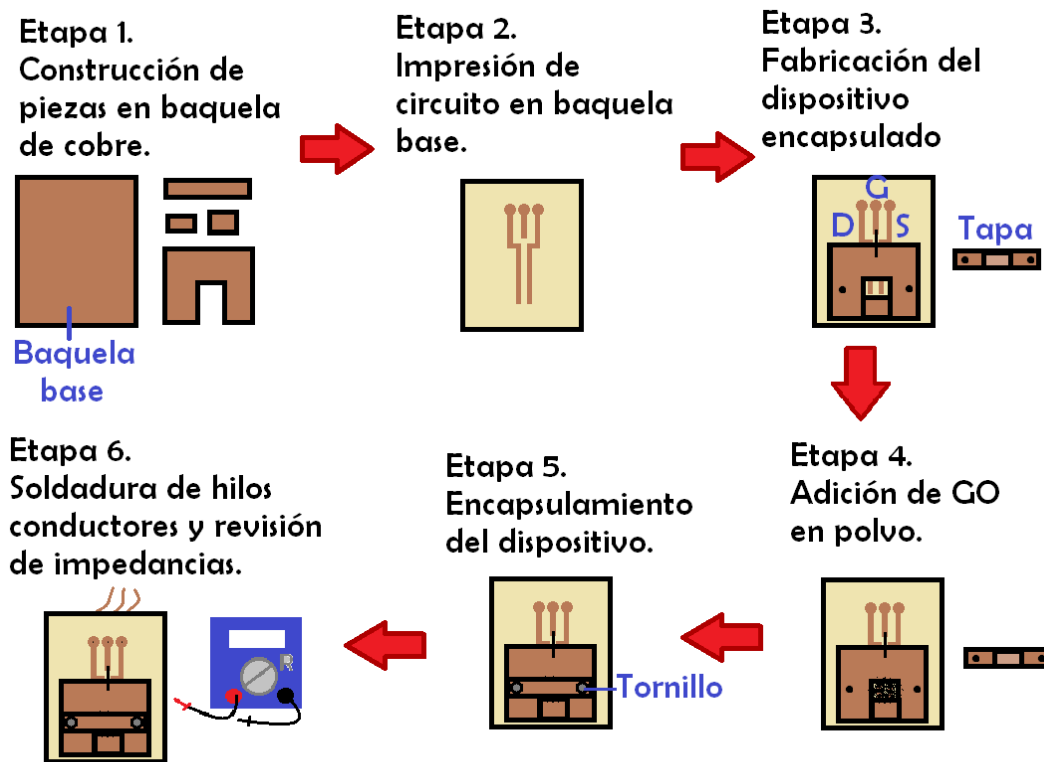 Etapa 1.
Construcción de
piezas en baquela
de cobre.
Baquela
base
Etapa 2.
Impresión de
circuito en baquela
base.
Etapa 3.
Fabricación del
dispositivo
encapsulado
G
D S
Tapa
Etapa 4.
Adición de GO
en polvo.
Etapa 5.
Encapsulamiento
del dispositivo.
Tornillo
Etapa 6.
Soldadura de hilos
conductores y revisión
de impedancias.
R